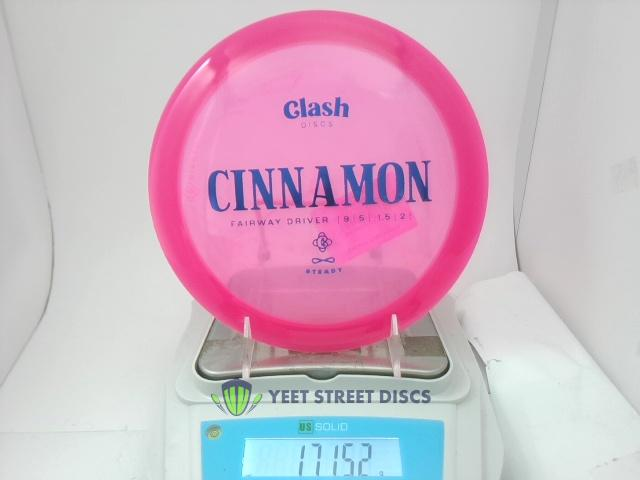 Clash
DISCS
CINNAMON
FAIRWAY DRIVER | 9 | 5 | 1.5 | 2 |
STEADY
YEET STREET DISCS
US SOLID
171.52 g